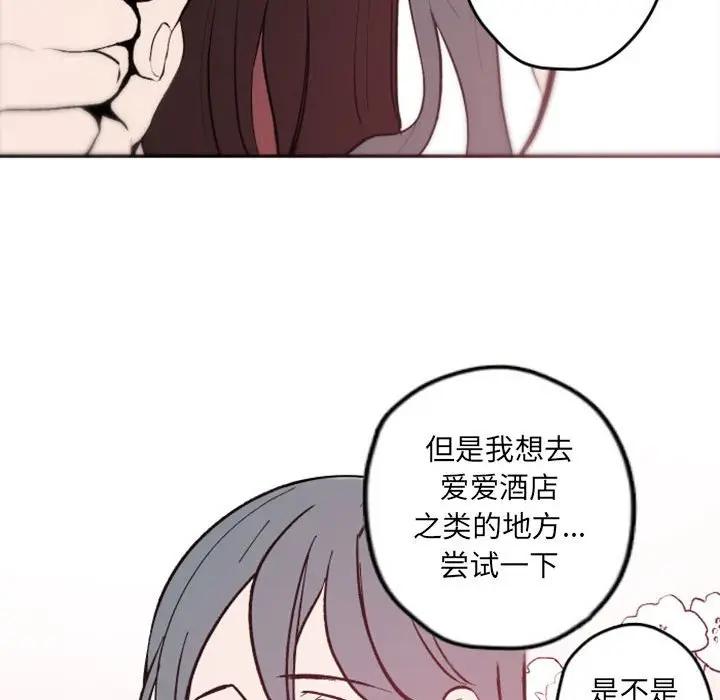 但是我想去
爱爱酒店
之类的地方...
尝试一下
是不是